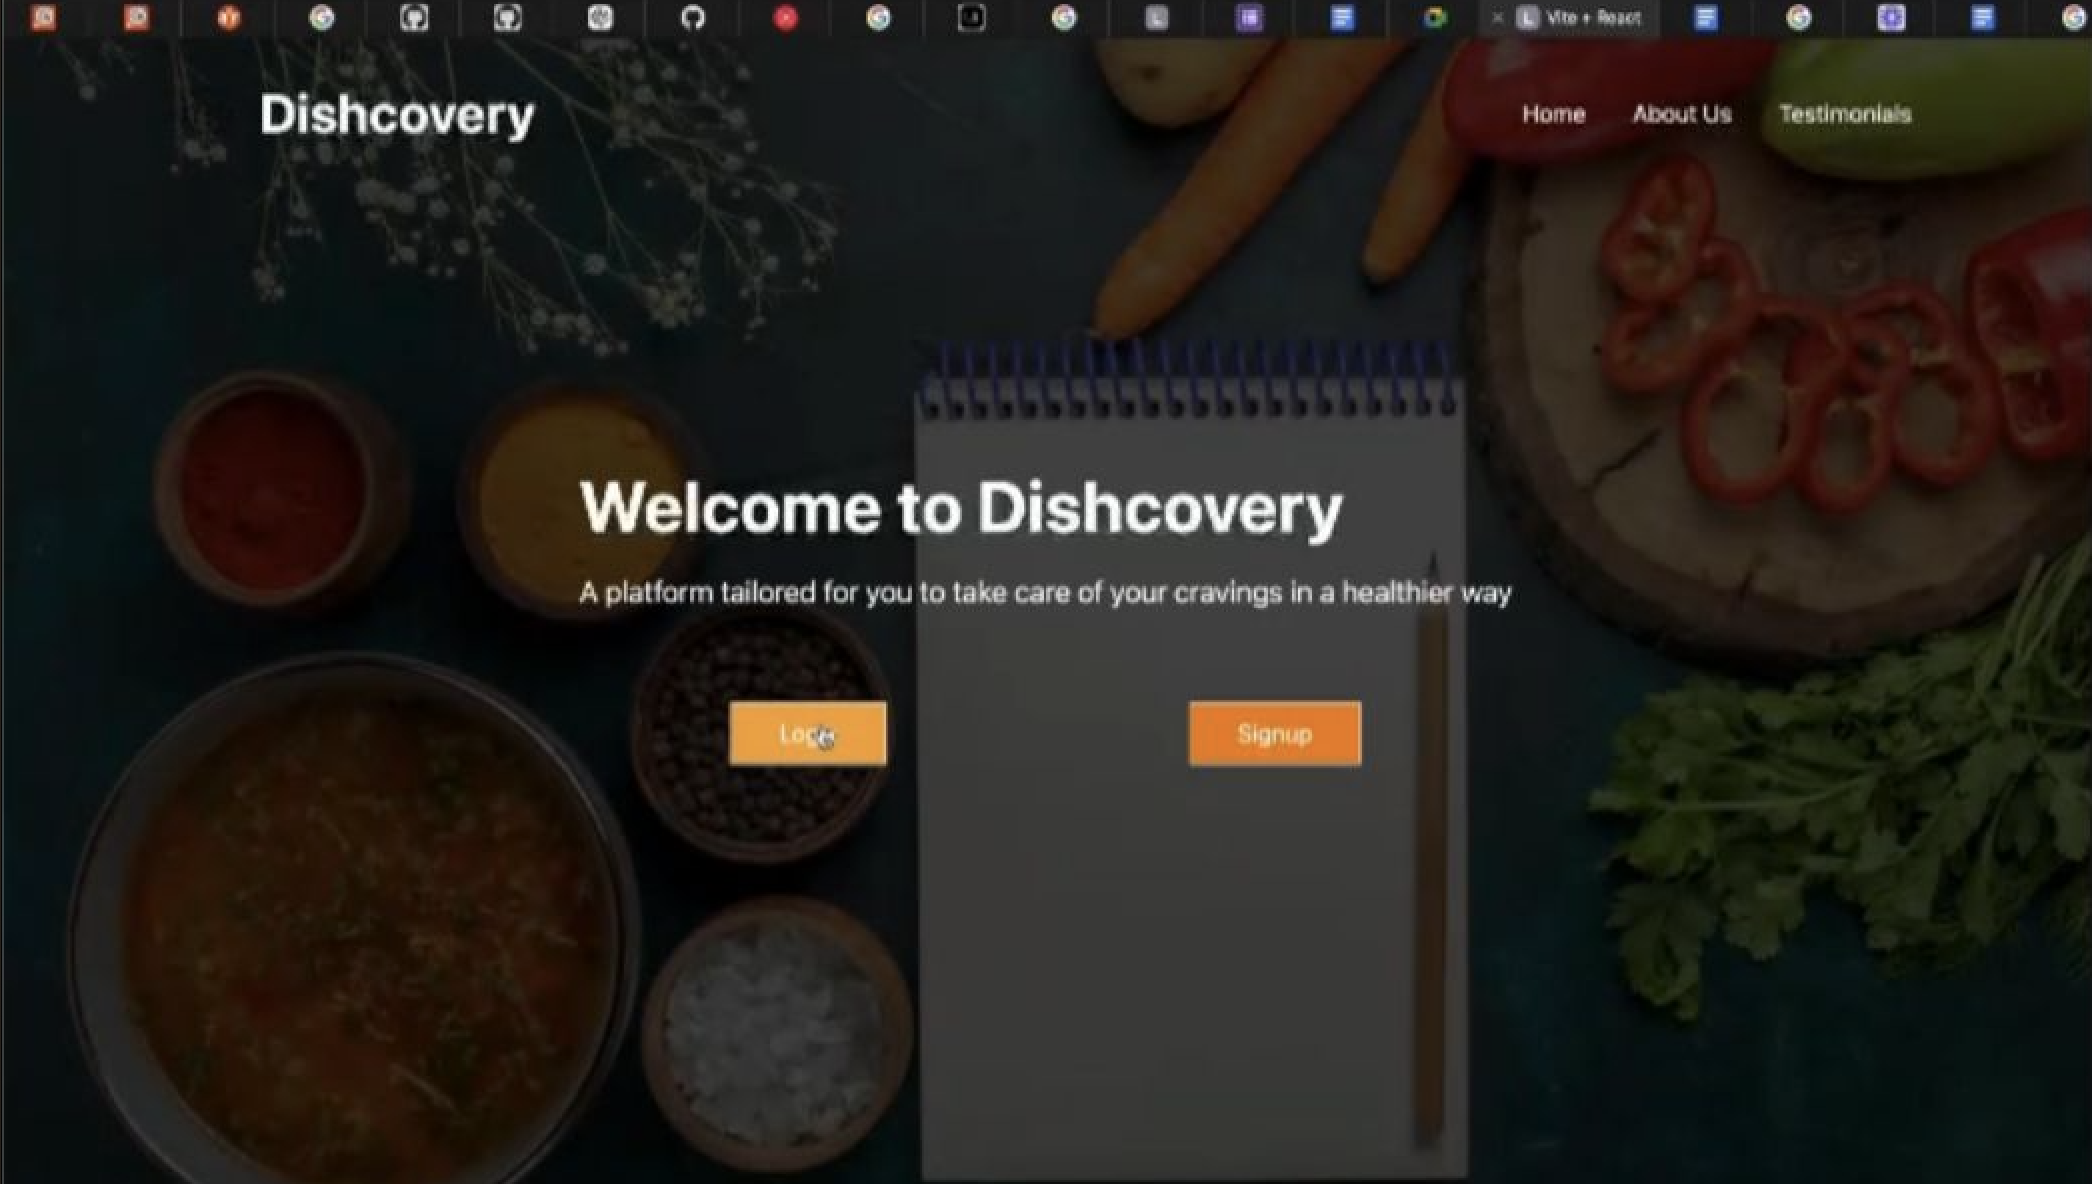 Vite + React
Dishcovery
Home About Us Testimonials
Welcome to Dishcovery
A platform tailored for you to take care of your cravings in a healthier way
Signup